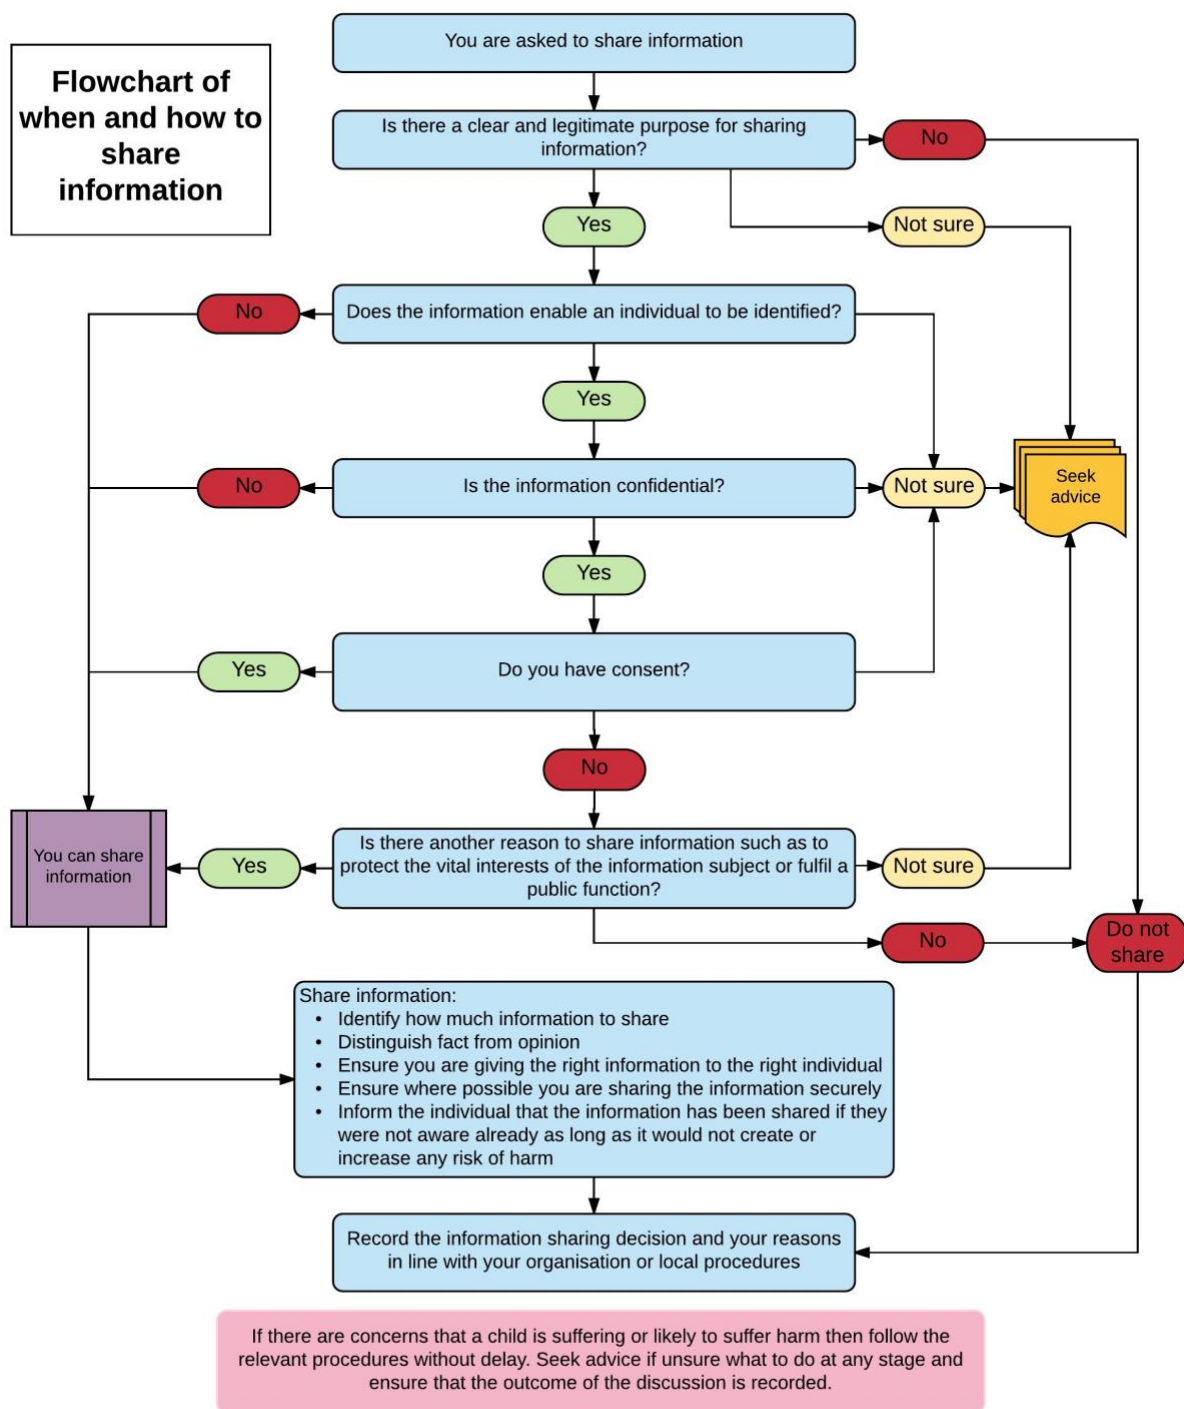 You are asked to share information
Flowchart of
when and how to
share
information
Is there a clear and legitimate purpose for sharing
information?
No
Yes
Not sure
No
Does the information enable an individual to be identified?
Yes
No
Is the information confidential?
Not sure
Seek
advice
Yes
Yes
Do you have consent?
No
You can share
information
Yes
Is there another reason to share information such as to
protect the vital interests of the information subject or fulfil a
public function?
Not sure
No
Do not
share
Share information:
• Identify how much information to share
• Distinguish fact from opinion
• Ensure you are giving the right information to the right individual
• Ensure where possible you are sharing the information securely
• Inform the individual that the information has been shared if they
were not aware already as long as it would not create or
increase any risk of harm
Record the information sharing decision and your reasons
in line with your organisation or local procedures
If there are concerns that a child is suffering or likely to suffer harm then follow the
relevant procedures without delay. Seek advice if unsure what to do at any stage and
ensure that the outcome of the discussion is recorded.